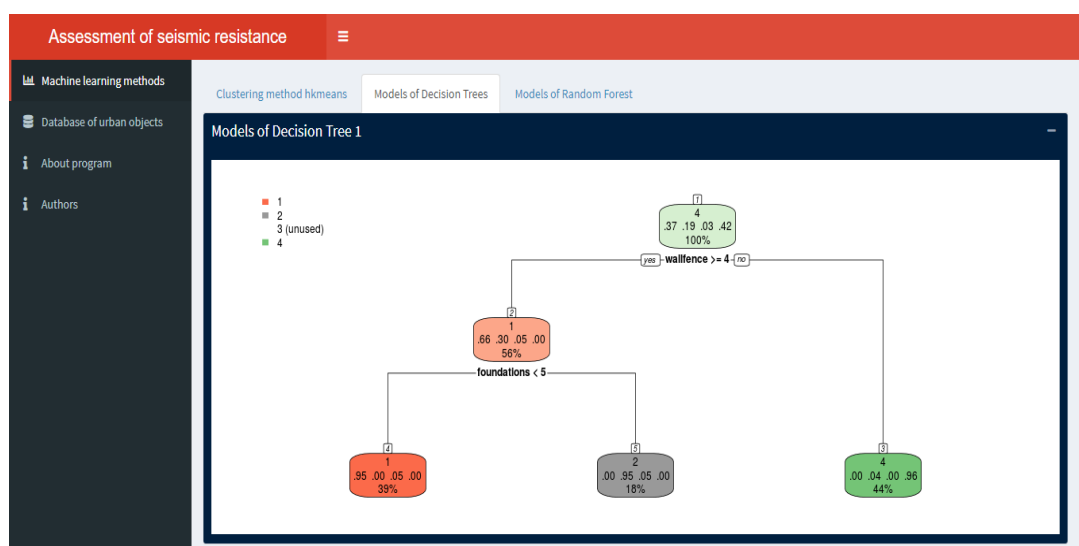 Assessment of seismic resistance
Machine learning methods
Database of urban objects
About program
Authors
Clustering method hkmeans
Models of Decision Trees
Models of Random Forest
Models of Decision Tree 1
1
2
3 (unused)
4
1
4
.37 .19 .03 .42
100%
yes wallfence >= 4 no
2
1
.66 .30 .05 .00
56%
foundations < 5
4
1
.95 .00 .05 .00
39%
5
2
.00 .95 .05 .00
18%
3
4
.00 .04 .00 .96
44%